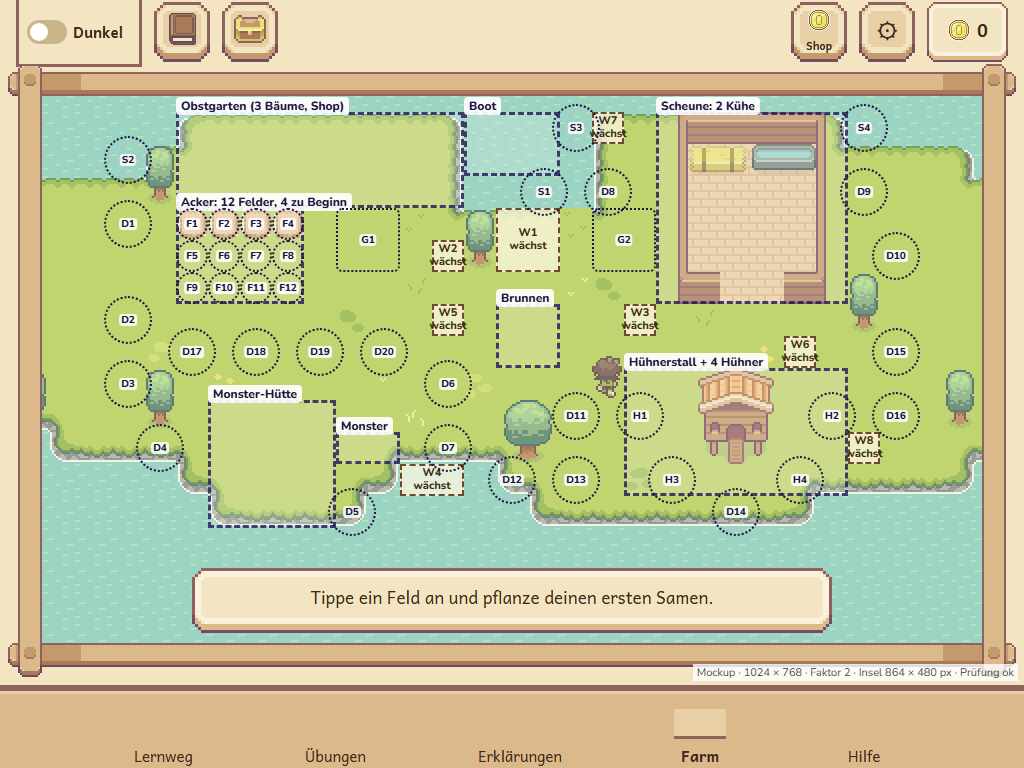 Dunkel
Shop
0
Obstgarten (3 Bäume, Shop)
Boot
Scheune: 2 Kühe
S3
W7
wächst
S4
S2
S1
D8
D9
Acker: 12 Felder, 4 zu Beginn
D1
F1 F2 F3 F4
G1
W1
wächst
G2
W2
wächst
F5 F6 F7 F8
D10
F9 F10 F11 F12
Brunnen
D2
W5
wächst
W3
wächst
D17 D18 D19 D20
W6
wächst
D15
Hühnerstall + 4 Hühner
D3
D6
Monster-Hütte
D11
H1
H2
D16
Monster
D4
D7
W8
wächst
W4
wächst
D12
D13
H3
H4
D5
D14
Tippe ein Feld an und pflanze deinen ersten Samen.
Mockup · 1024 × 768 · Faktor 2 · Insel 864 × 480 px · Prüfung ok
Lernweg Übungen Erklärungen Farm Hilfe